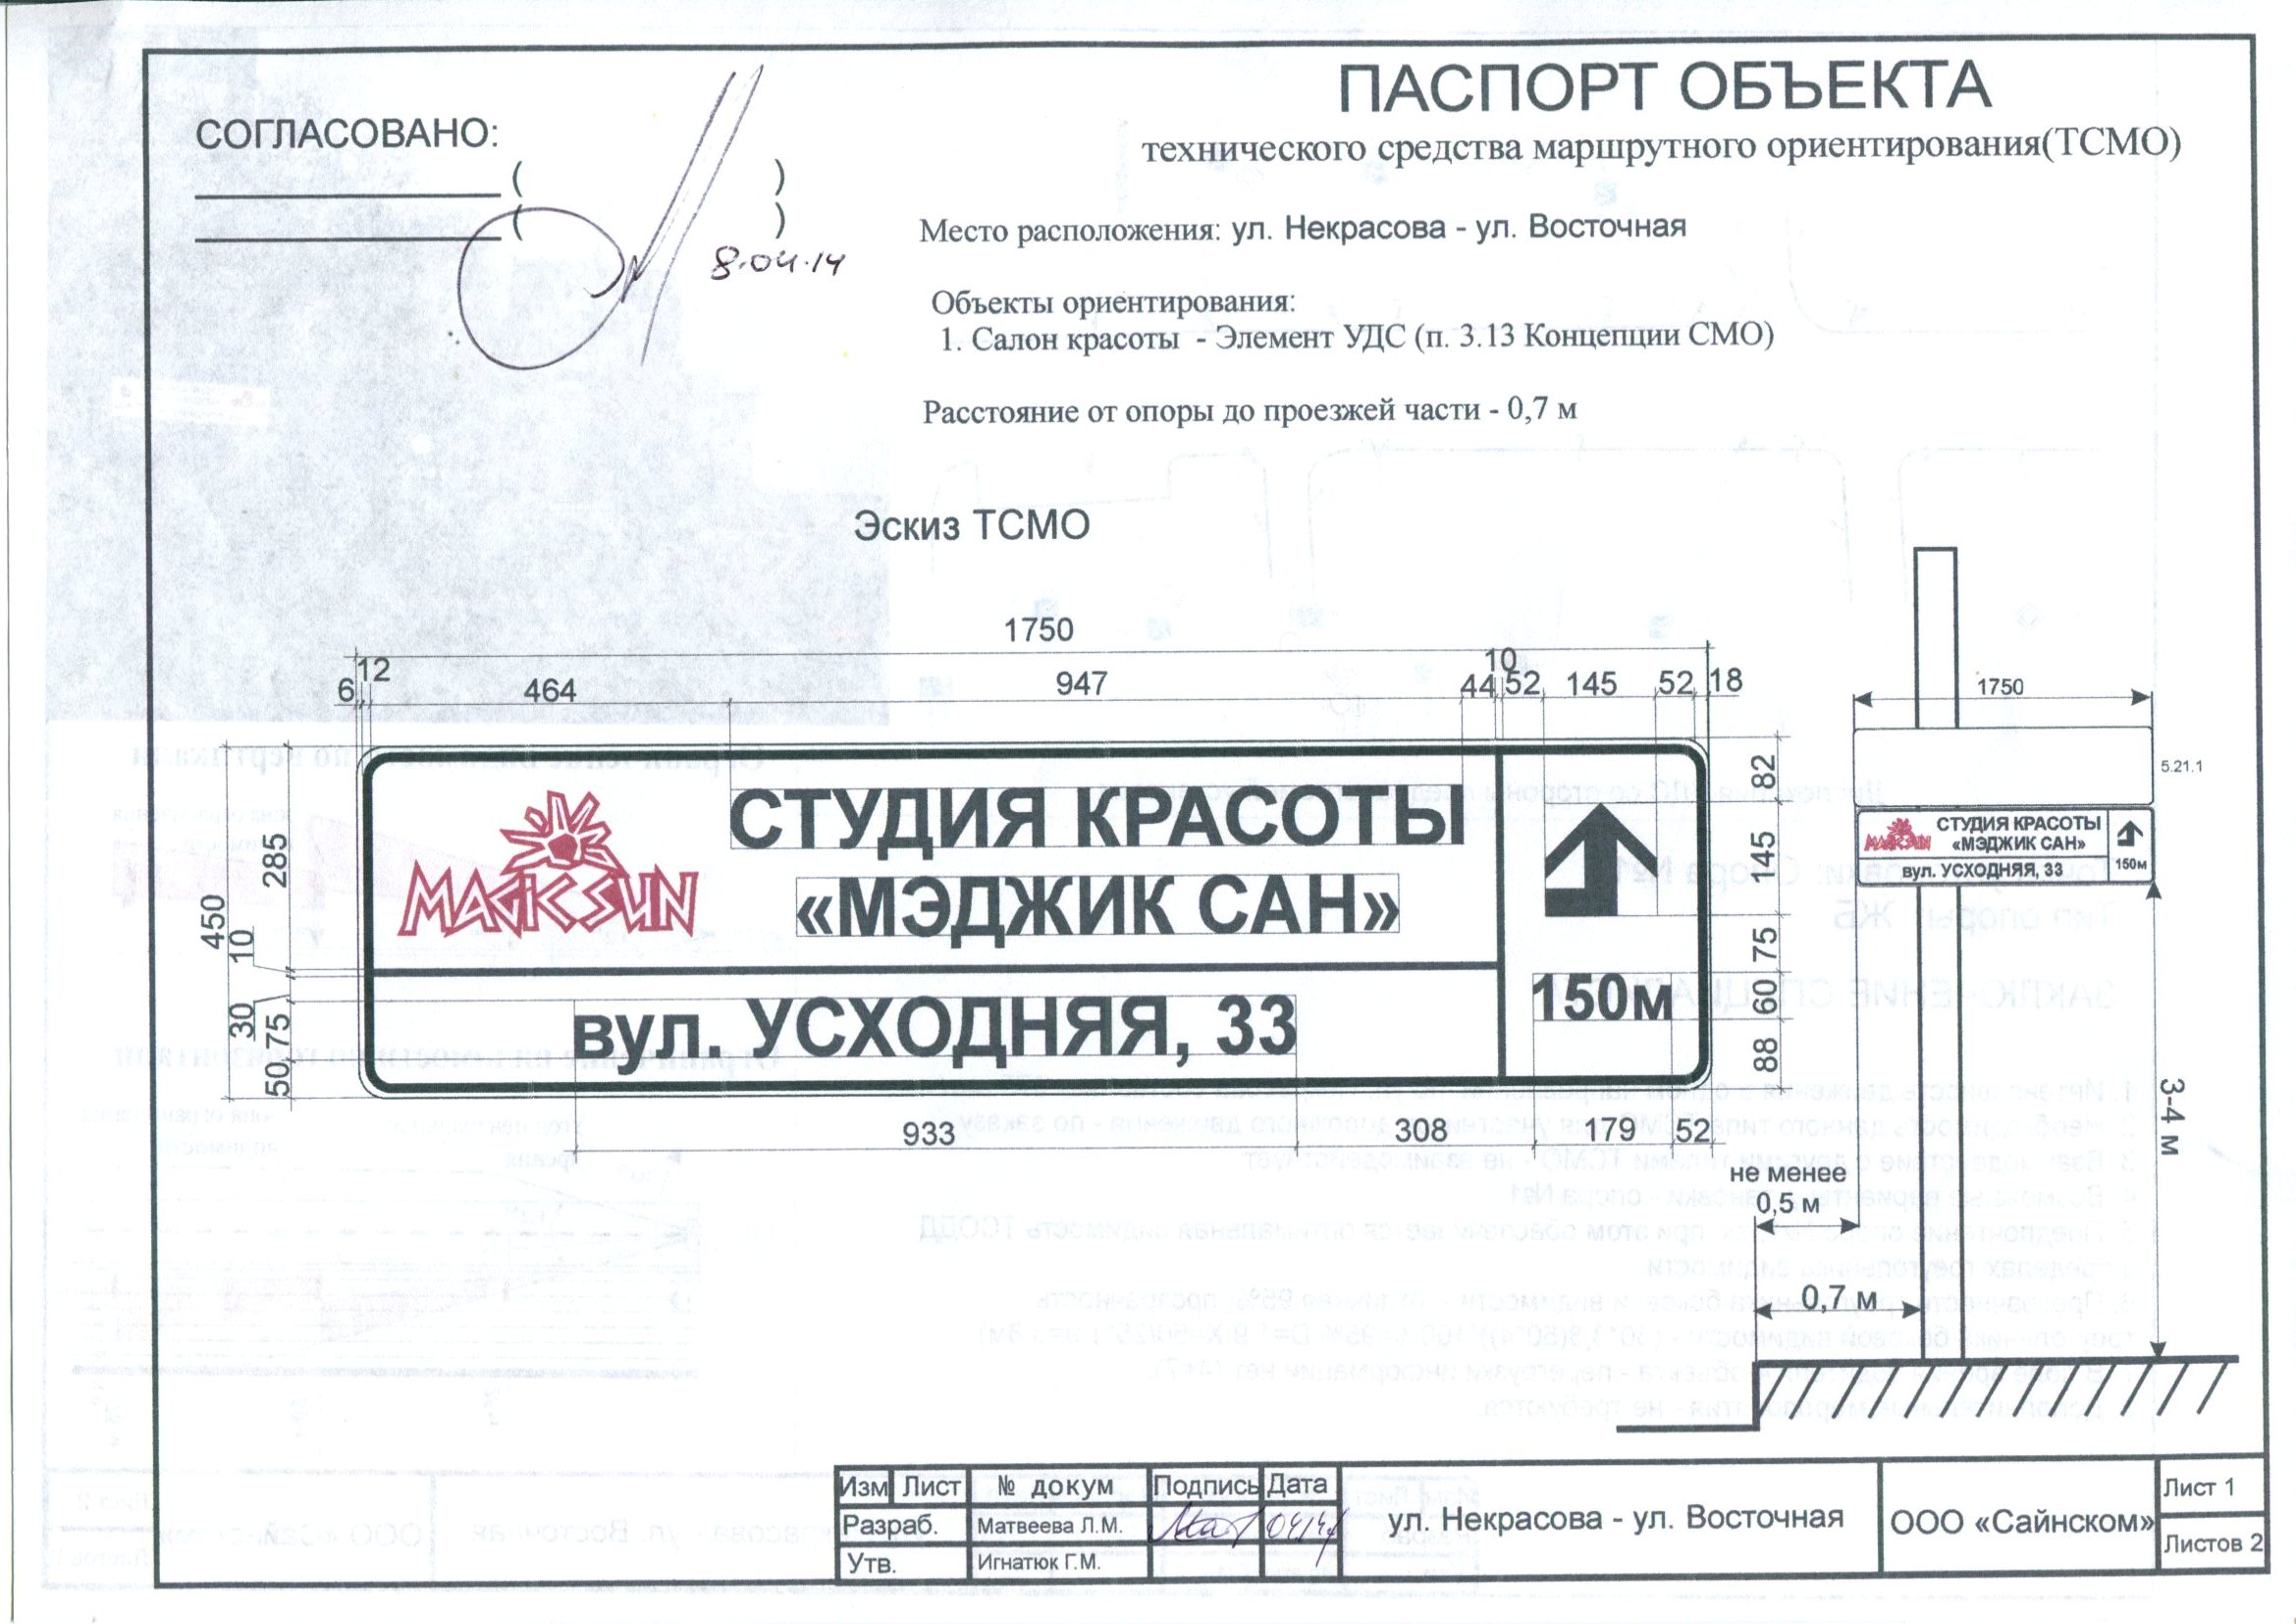 ПАСПОРТ ОБЪЕКТА
технического средства маршрутного ориентирования(ТСМО)
СОГЛАСОВАНО:
( )
( )
8.04.14
Место расположения: ул. Некрасова - ул. Восточная
Объекты ориентирования:
1. Салон красоты - Элемент УДС (п. 3.13 Концепции СМО)
Расстояние от опоры до проезжей части - 0,7 м
Эскиз ТСМО
1750
6 12 464 947 44 10 52 145 52 18
450
285
10
30
75
50
MAGIC SUN
СТУДИЯ КРАСОТЫ
«МЭДЖИК САН»
вул. УСХОДНЯЯ, 33
150м
82
145
75
60
88
933 308 179 52
1750
5.21.1
MAGIC SUN
СТУДИЯ КРАСОТЫ
«МЭДЖИК САН»
вул. УСХОДНЯЯ, 33
150м
3-4 м
не менее
0,5 м
0,7 м
Изм Лист № докум Подпись Дата
Разраб. Матвеева Л.М.
Утв. Игнатюк Г.М.
ул. Некрасова - ул. Восточная
ООО «Сайнском»
Лист 1
Листов 2